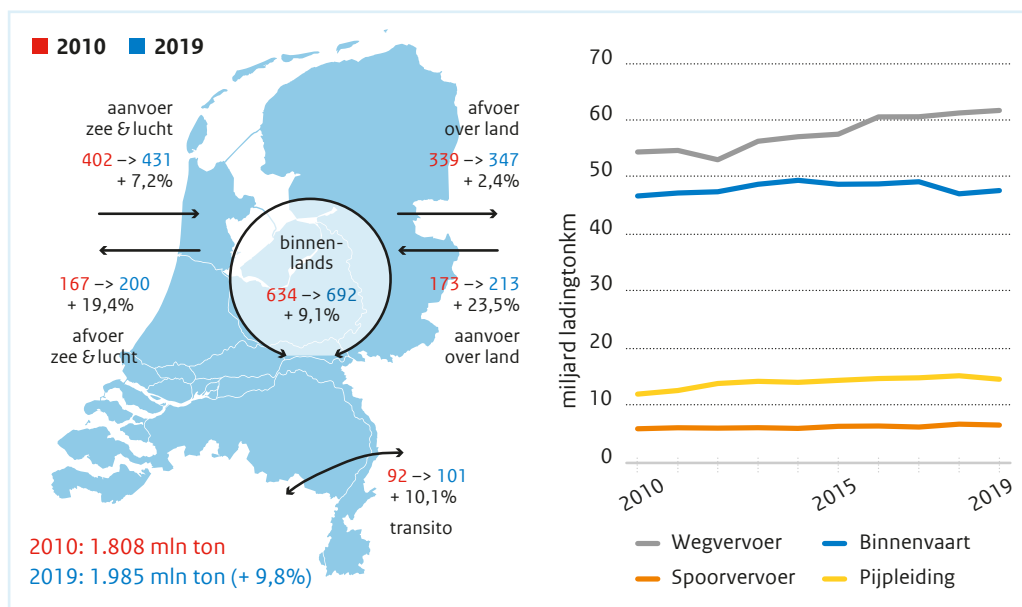 2010 2019
aanvoer
zee & lucht
402 –> 431
+ 7,2%
afvoer
over land
339 –> 347
+ 2,4%
binnen-
lands
634 –> 692
+ 9,1%
167 –> 200
+ 19,4%
afvoer
zee & lucht
173 –> 213
+ 23,5%
aanvoer
over land
92 –> 101
+ 10,1%
transito
2010: 1.808 mln ton
2019: 1.985 mln ton (+ 9,8%)
miljard ladingtonkm
70
60
50
40
30
20
10
0
2010 2015 2019
Wegvervoer Binnenvaart
Spoorvervoer Pijpleiding